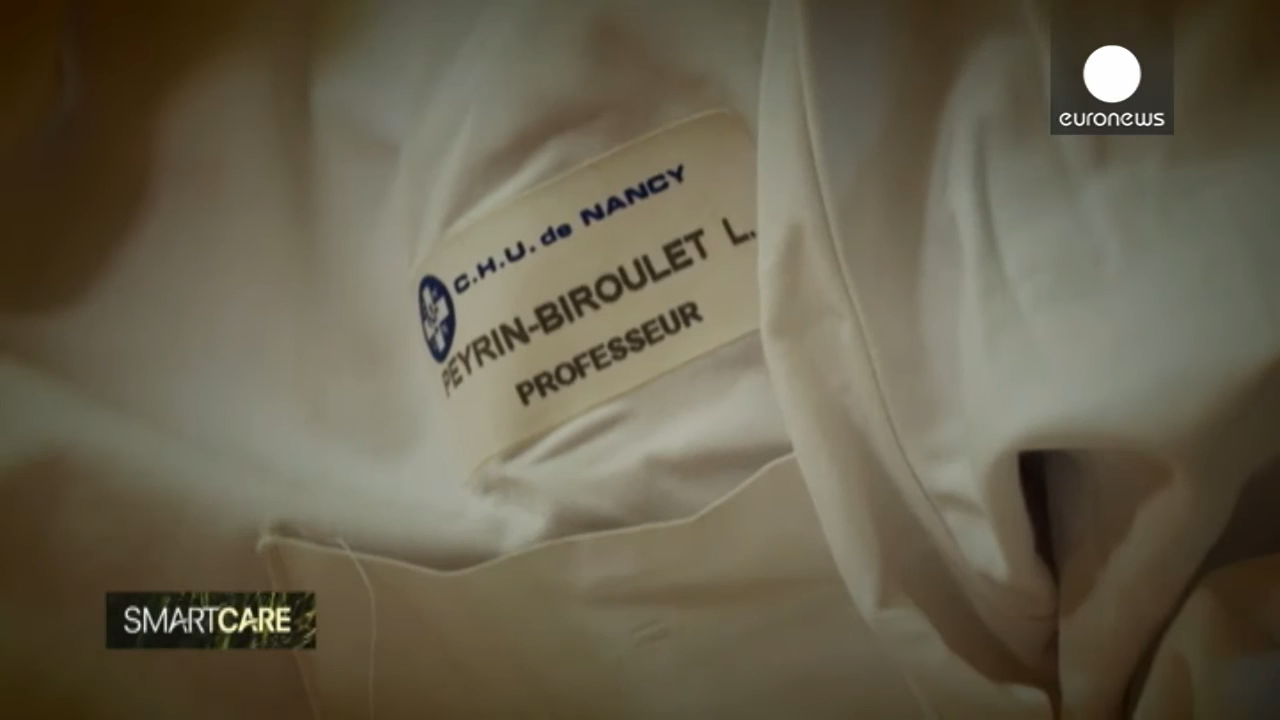 euronews
C.H.U. de NANCY
PEYRIN-BIROULET L.
PROFESSEUR
SMARTCARE